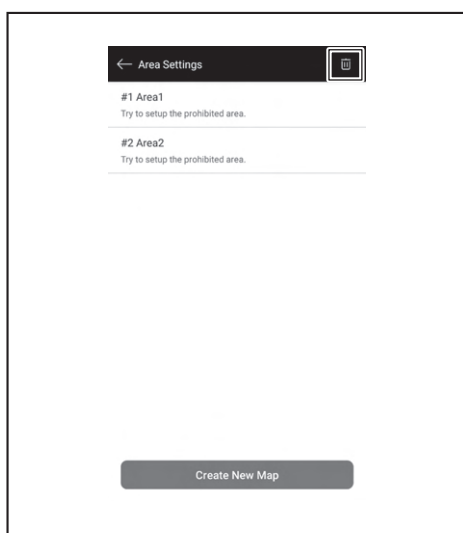 Area Settings
#1 Area1
Try to setup the prohibited area.
#2 Area2
Try to setup the prohibited area.
Create New Map